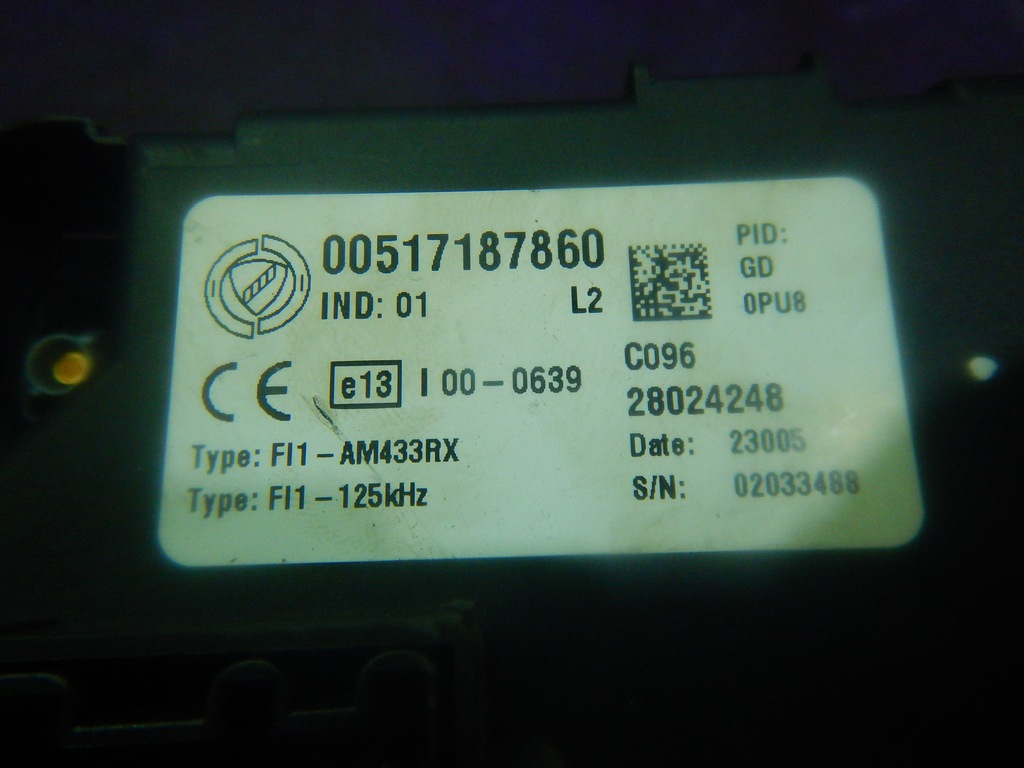 00517187860
IND: 01 L2
PID:
GD
0PU8
CE e13 I 00-0639
C096
28024248
Type: FI1-AM433RX
Date: 23005
Type: FI1-125kHz
S/N: 02033488